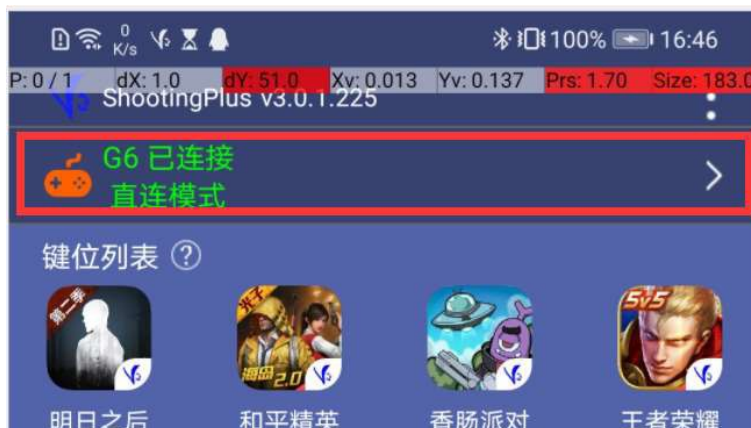 0
K/s
100% 16:46
P: 0 / 1 dX: 1.0 dY: 51.0 Xv: 0.013 Yv: 0.137 Prs: 1.70 Size: 183.0
ShootingPlus v3.0.1.225
G6 已连接
直连模式
键位列表 ?
第二季
光子
海岛2.0
5v5
明日之后 和平精英 香肠派对 王者荣耀